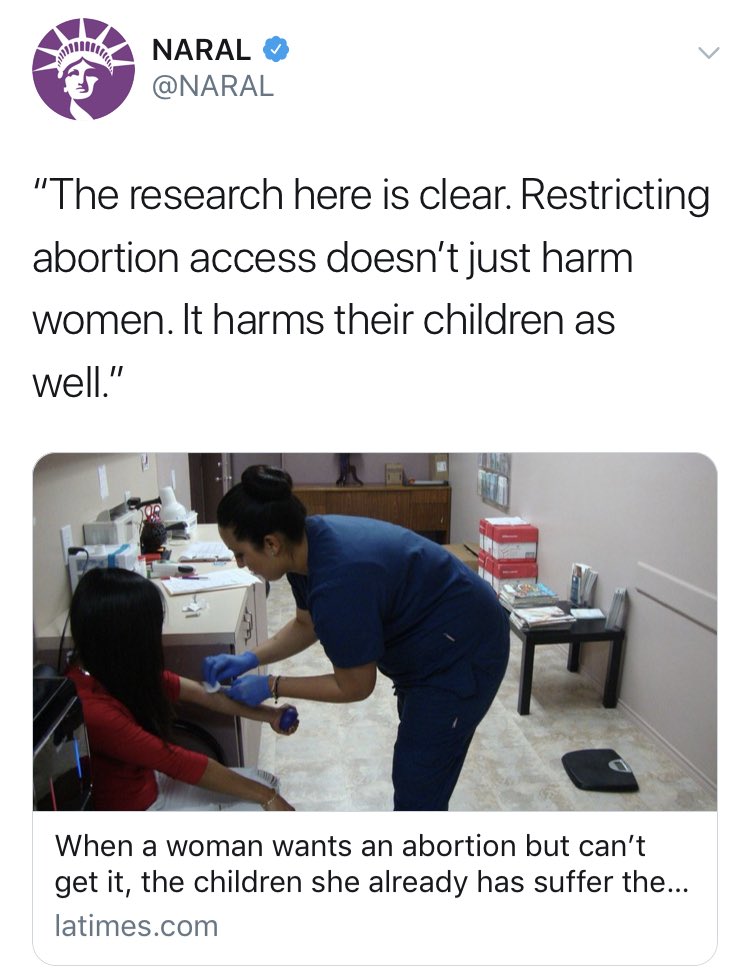 NARAL
@NARAL
“The research here is clear. Restricting
abortion access doesn’t just harm
women. It harms their children as
well.”
When a woman wants an abortion but can’t
get it, the children she already has suffer the...
latimes.com